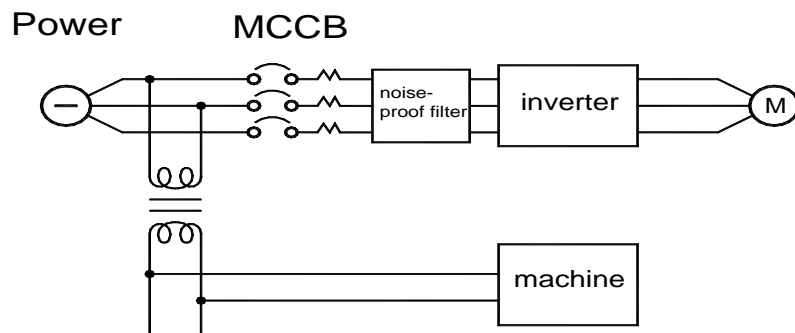 Power
MCCB
noise-
proof filter
inverter
M
machine